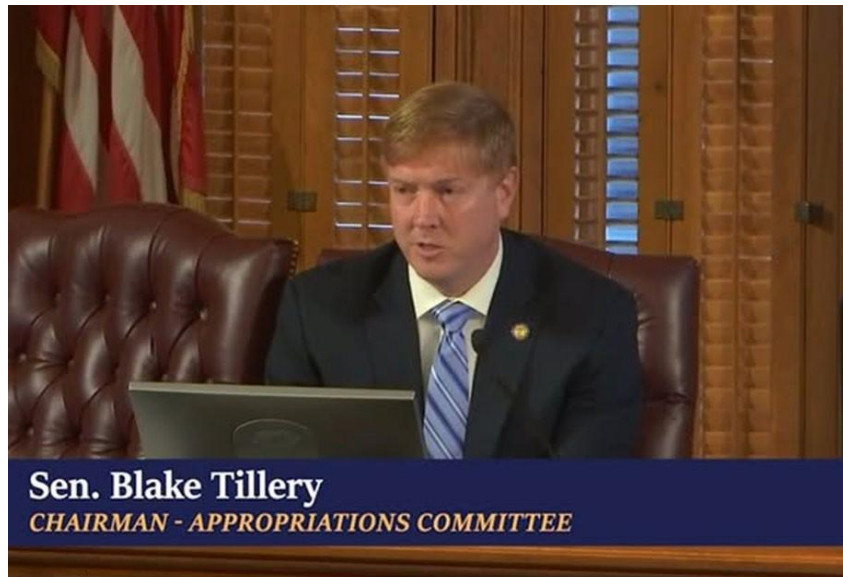 Sen. Blake Tillery
CHAIRMAN - APPROPRIATIONS COMMITTEE